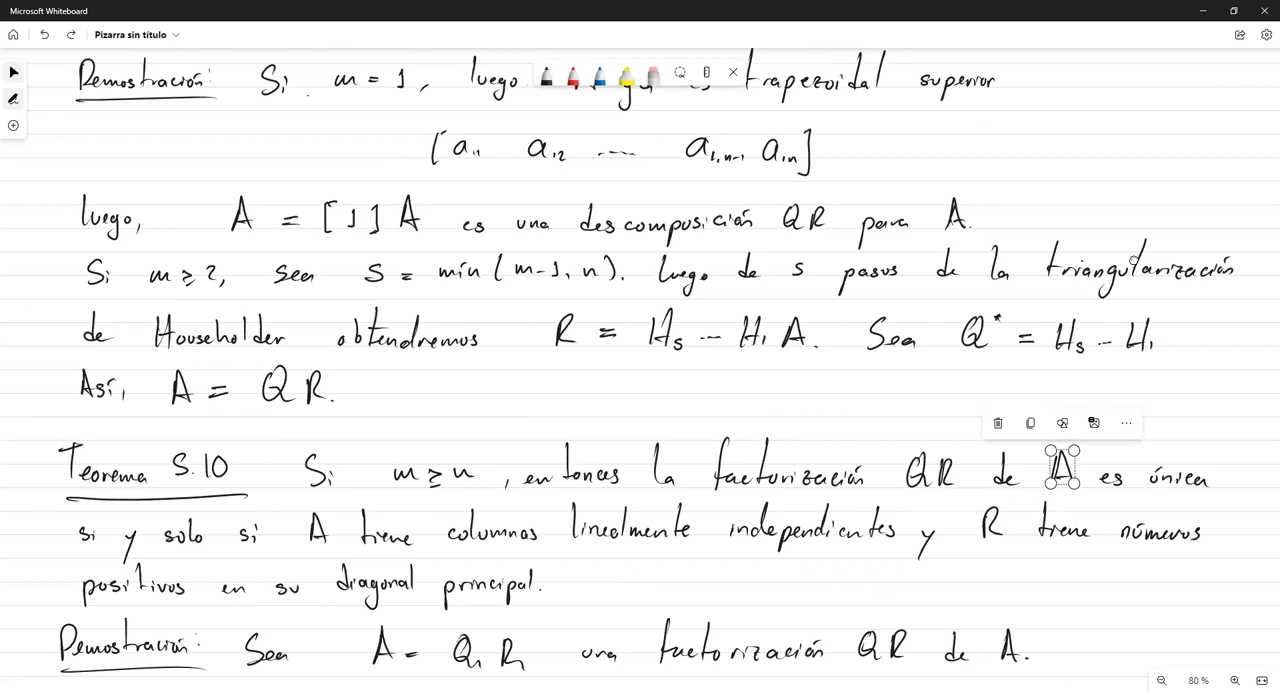 Microsoft Whiteboard
Pizarra sin título
Demostración: Si m = 1, luego trapezoidal superior
[a₁₁ a₁₂ ---- a₁,ₙ₋₁ a₁ₙ]
luego, A = [1] A es una descomposición QR para A.
Si m ≥ 2, sea s = mín(m-1, n). Luego de s pasos de la triangularización
de Householder obtendremos R = Hₛ -- H₁ A. Sea Q* = Hₛ -- H₁
Así, A = QR.
Teorema 5.10 Si m ≥ n, entonces la factorización QR de A es única
si y solo si A tiene columnas linealmente independientes y R tiene números
positivos en su diagonal principal.
Demostración: Sea A = Q₁ R₁ una factorización QR de A.
80 %